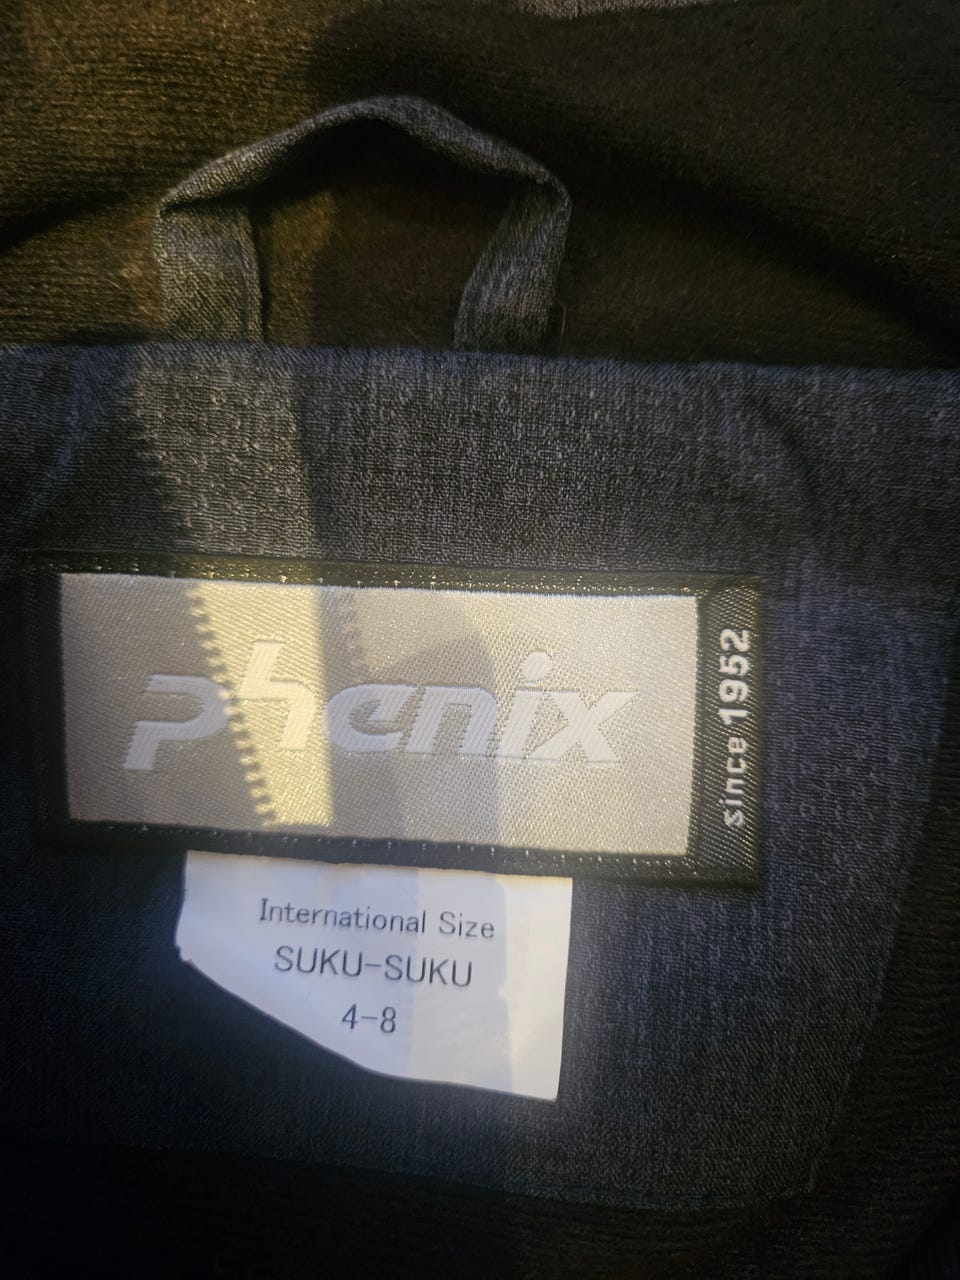 phenix
since 1952
International Size
SUKU-SUKU
4-8